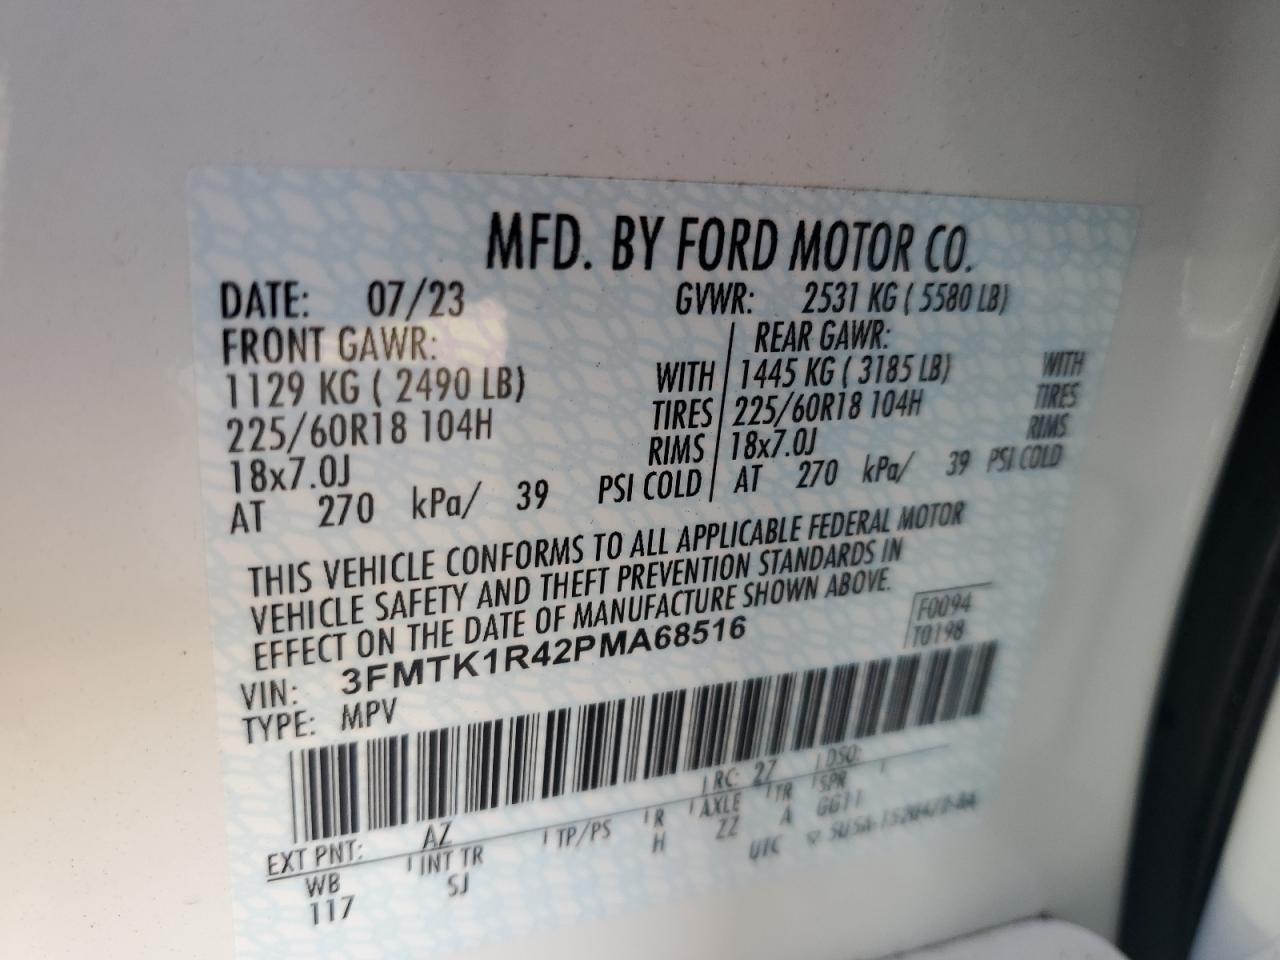 MFD. BY FORD MOTOR CO.
DATE: 07/23 GVWR: 2531 KG ( 5580 LB)
FRONT GAWR: REAR GAWR:
1129 KG ( 2490 LB) WITH 1445 KG ( 3185 LB) WITH
225/60R18 104H TIRES 225/60R18 104H TIRES
18x7.0J RIMS 18x7.0J RIMS
AT 270 kPa/ 39 PSI COLD AT 270 kPa/ 39 PSI COLD
THIS VEHICLE CONFORMS TO ALL APPLICABLE FEDERAL MOTOR
VEHICLE SAFETY AND THEFT PREVENTION STANDARDS IN
EFFECT ON THE DATE OF MANUFACTURE SHOWN ABOVE.
F0094
VIN: 3FMTK1R42PMA68516 T0198
TYPE: MPV
EXT PNT: AZ RC: 27 DSO:
WB INT TR TP/PS R AXLE TR SPR
117 SJ H ZZ A GG11
UTC